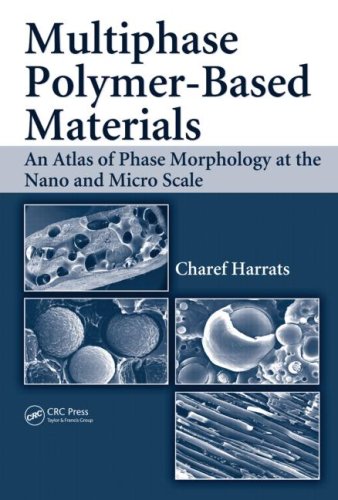 Multiphase
Polymer-Based
Materials
An Atlas of Phase Morphology at the
Nano and Micro Scale
Charef Harrats
CRC
CRC Press
Taylor & Francis Group